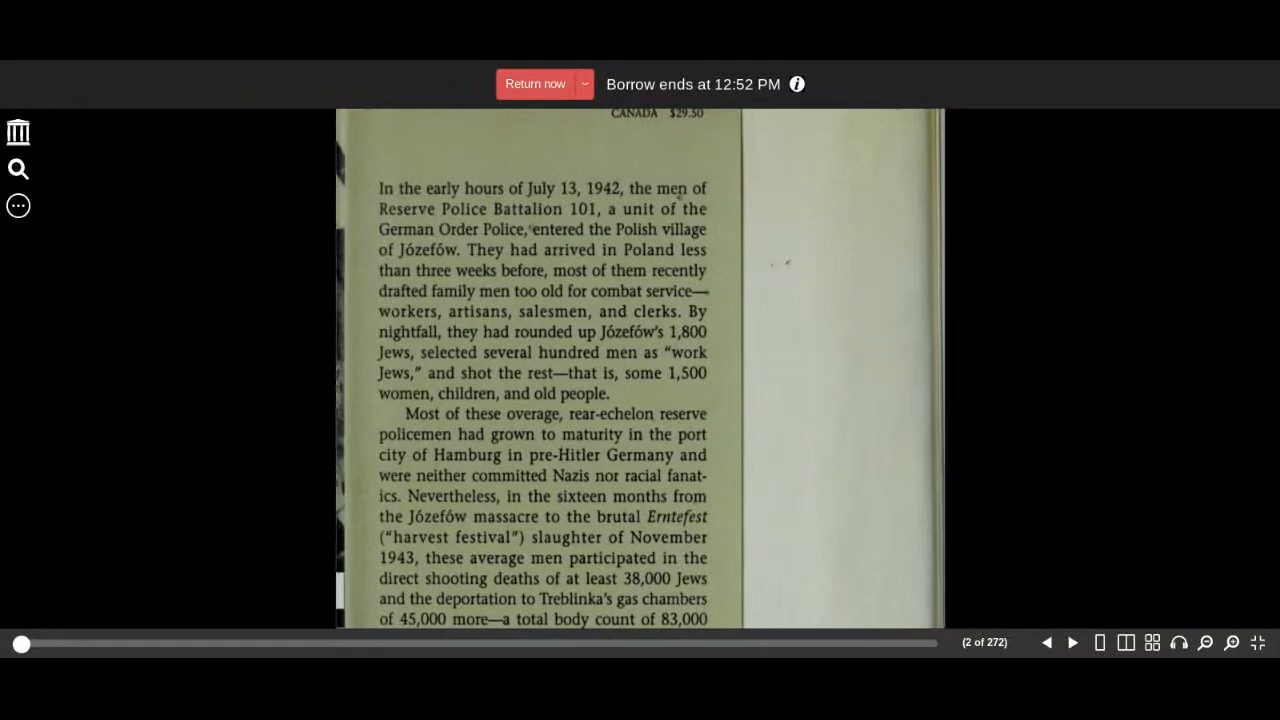 Return now
Borrow ends at 12:52 PM
CANADA $29.50
In the early hours of July 13, 1942, the men of
Reserve Police Battalion 101, a unit of the
German Order Police, entered the Polish village
of Józefów. They had arrived in Poland less
than three weeks before, most of them recently
drafted family men too old for combat service—
workers, artisans, salesmen, and clerks. By
nightfall, they had rounded up Józefów's 1,800
Jews, selected several hundred men as "work
Jews," and shot the rest—that is, some 1,500
women, children, and old people.
Most of these overage, rear-echelon reserve
policemen had grown to maturity in the port
city of Hamburg in pre-Hitler Germany and
were neither committed Nazis nor racial fanat-
ics. Nevertheless, in the sixteen months from
the Józefów massacre to the brutal Erntefest
("harvest festival") slaughter of November
1943, these average men participated in the
direct shooting deaths of at least 38,000 Jews
and the deportation to Treblinka's gas chambers
of 45,000 more—a total body count of 83,000
(2 of 272)